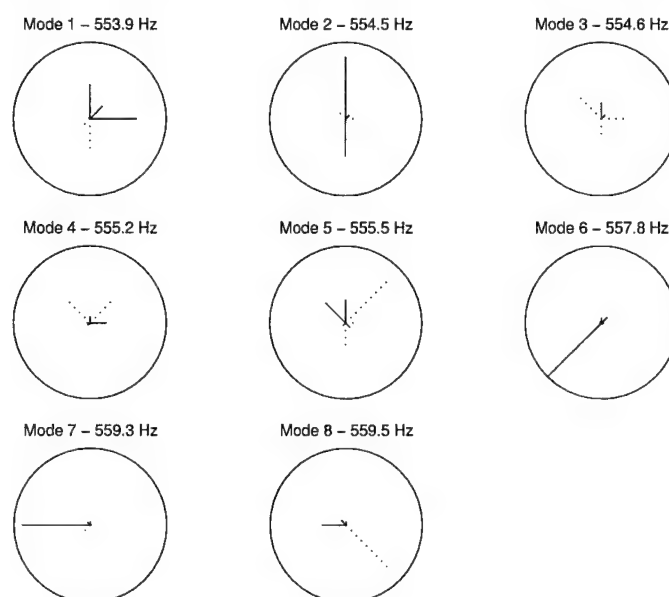 Mode 1 – 553.9 Hz
Mode 2 – 554.5 Hz
Mode 3 – 554.6 Hz
Mode 4 – 555.2 Hz
Mode 5 – 555.5 Hz
Mode 6 – 557.8 Hz
Mode 7 – 559.3 Hz
Mode 8 – 559.5 Hz